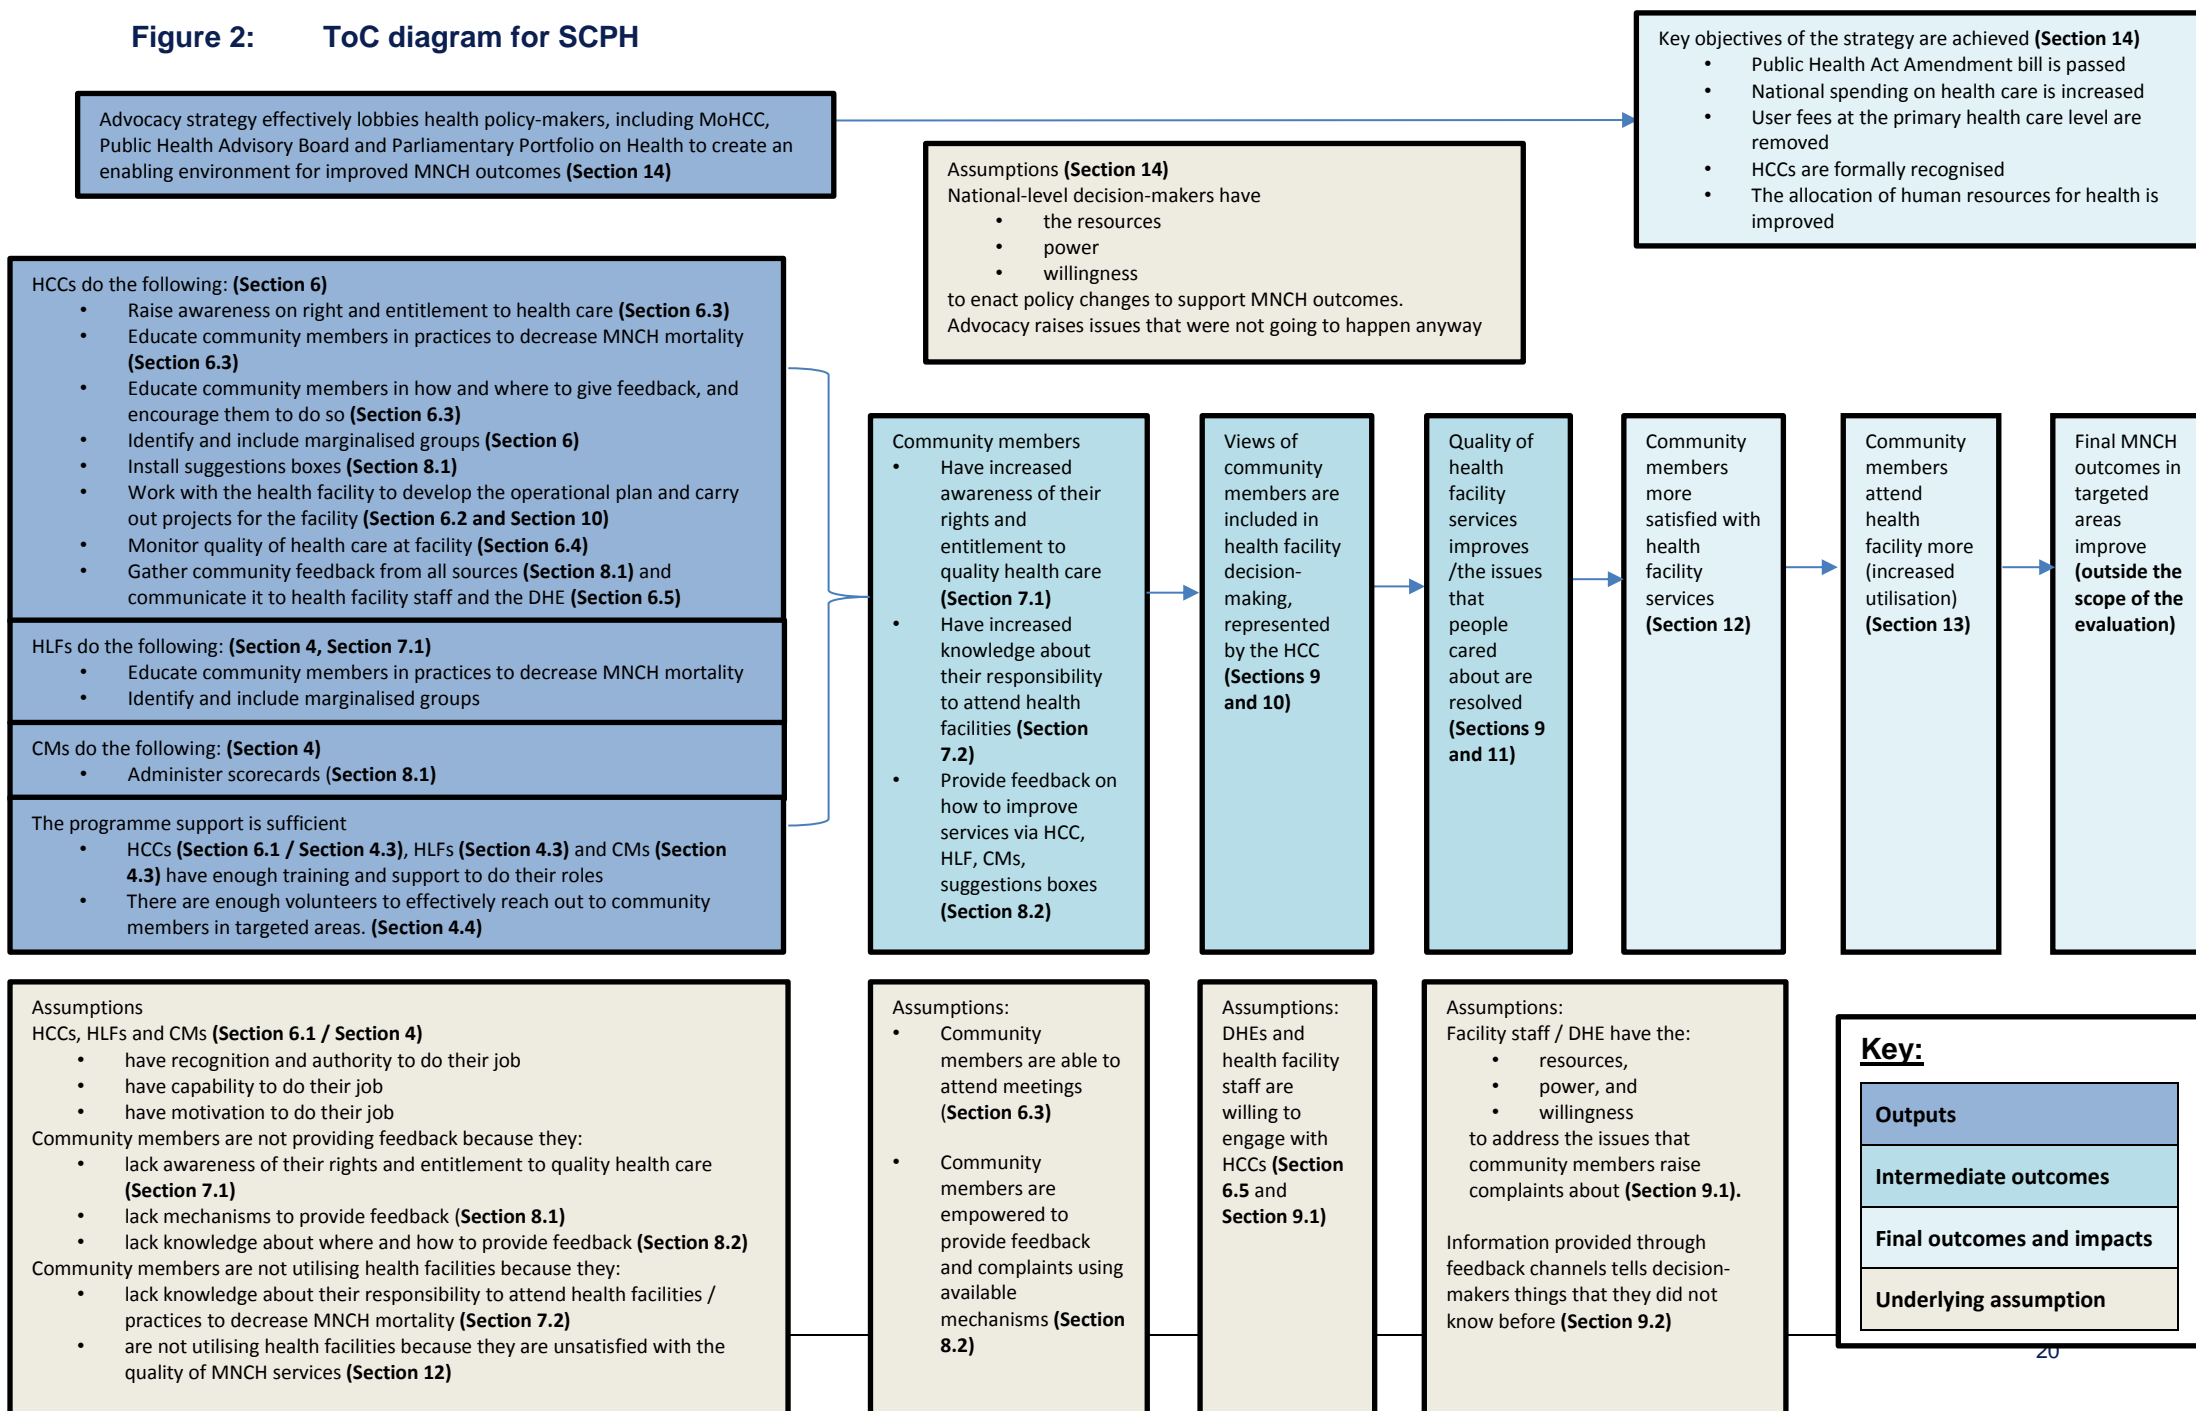 Figure 2: ToC diagram for SCPH
Advocacy strategy effectively lobbies health policy-makers, including MoHCC,
Public Health Advisory Board and Parliamentary Portfolio on Health to create an
enabling environment for improved MNCH outcomes (Section 14)
Key objectives of the strategy are achieved (Section 14)
• Public Health Act Amendment bill is passed
• National spending on health care is increased
• User fees at the primary health care level are
removed
• HCCs are formally recognised
• The allocation of human resources for health is
improved
Assumptions (Section 14)
National-level decision-makers have
• the resources
• power
• willingness
to enact policy changes to support MNCH outcomes.
Advocacy raises issues that were not going to happen anyway
HCCs do the following: (Section 6)
• Raise awareness on right and entitlement to health care (Section 6.3)
• Educate community members in practices to decrease MNCH mortality
(Section 6.3)
• Educate community members in how and where to give feedback, and
encourage them to do so (Section 6.3)
• Identify and include marginalised groups (Section 6)
• Install suggestions boxes (Section 8.1)
• Work with the health facility to develop the operational plan and carry
out projects for the facility (Section 6.2 and Section 10)
• Monitor quality of health care at facility (Section 6.4)
• Gather community feedback from all sources (Section 8.1) and
communicate it to health facility staff and the DHE (Section 6.5)
HLFs do the following: (Section 4, Section 7.1)
• Educate community members in practices to decrease MNCH mortality
• Identify and include marginalised groups
CMs do the following: (Section 4)
• Administer scorecards (Section 8.1)
The programme support is sufficient
• HCCs (Section 6.1 / Section 4.3), HLFs (Section 4.3) and CMs (Section
4.3) have enough training and support to do their roles
• There are enough volunteers to effectively reach out to community
members in targeted areas. (Section 4.4)
Community members
• Have increased
awareness of their
rights and
entitlement to
quality health care
(Section 7.1)
• Have increased
knowledge about
their responsibility
to attend health
facilities (Section
7.2)
• Provide feedback on
how to improve
services via HCC,
HLF, CMs,
suggestions boxes
(Section 8.2)
Views of
community
members are
included in
health facility
decision-
making,
represented
by the HCC
(Sections 9
and 10)
Quality of
health
facility
services
improves
/the issues
that
people
cared
about are
resolved
(Sections 9
and 11)
Community
members
more
satisfied with
health
facility
services
(Section 12)
Community
members
attend
health
facility more
(increased
utilisation)
(Section 13)
Final MNCH
outcomes in
targeted
areas
improve
(outside the
scope of the
evaluation)
Assumptions
HCCs, HLFs and CMs (Section 6.1 / Section 4)
• have recognition and authority to do their job
• have capability to do their job
• have motivation to do their job
Community members are not providing feedback because they:
• lack awareness of their rights and entitlement to quality health care
(Section 7.1)
• lack mechanisms to provide feedback (Section 8.1)
• lack knowledge about where and how to provide feedback (Section 8.2)
Community members are not utilising health facilities because they:
• lack knowledge about their responsibility to attend health facilities /
practices to decrease MNCH mortality (Section 7.2)
• are not utilising health facilities because they are unsatisfied with the
quality of MNCH services (Section 12)
Assumptions:
• Community
members are able to
attend meetings
(Section 6.3)
• Community
members are
empowered to
provide feedback
and complaints using
available
mechanisms (Section
8.2)
Assumptions:
DHEs and
health facility
staff are
willing to
engage with
HCCs (Section
6.5 and
Section 9.1)
Assumptions:
Facility staff / DHE have the:
• resources,
• power, and
• willingness
to address the issues that
community members raise
complaints about (Section 9.1).
Information provided through
feedback channels tells decision-
makers things that they did not
know before (Section 9.2)
Key:
Outputs
Intermediate outcomes
Final outcomes and impacts
Underlying assumption
20